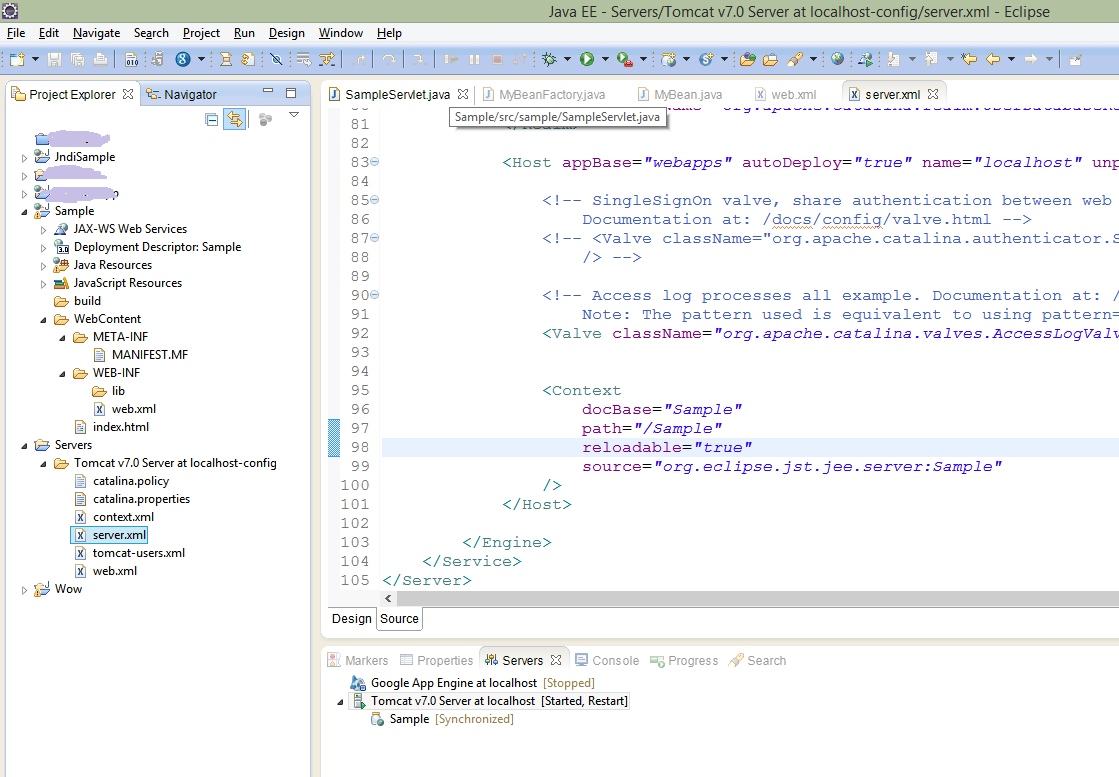 Java EE - Servers/Tomcat v7.0 Server at localhost-config/server.xml - Eclipse
File Edit Navigate Search Project Run Design Window Help
Project Explorer Navigator
JndiSample
Sample
JAX-WS Web Services
Deployment Descriptor: Sample
Java Resources
JavaScript Resources
build
WebContent
META-INF
MANIFEST.MF
WEB-INF
lib
web.xml
index.html
Servers
Tomcat v7.0 Server at localhost-config
catalina.policy
catalina.properties
context.xml
server.xml
tomcat-users.xml
web.xml
Wow
SampleServlet.java MyBeanFactory.java MyBean.java web.xml server.xml
Sample/src/sample/SampleServlet.java
81
82
83 <Host appBase="webapps" autoDeploy="true" name="localhost" unp
84
85 <!-- SingleSignOn valve, share authentication between web
86 Documentation at: /docs/config/valve.html -->
87 <!-- <Valve className="org.apache.catalina.authenticator.S
88 /> -->
89
90 <!-- Access log processes all example. Documentation at: /
91 Note: The pattern used is equivalent to using pattern=
92 <Valve className="org.apache.catalina.valves.AccessLogValv
93
94
95 <Context
96 docBase="Sample"
97 path="/Sample"
98 reloadable="true"
99 source="org.eclipse.jst.jee.server:Sample"
100 />
101 </Host>
102
103 </Engine>
104 </Service>
105 </Server>
Design Source
Markers Properties Servers Console Progress Search
Google App Engine at localhost [Stopped]
Tomcat v7.0 Server at localhost [Started, Restart]
Sample [Synchronized]